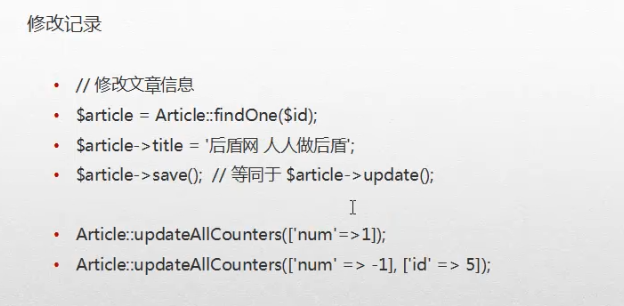 修改记录
// 修改文章信息
$article = Article::findOne($id);
$article->title = '后盾网 人人做后盾';
$article->save();  // 等同于 $article->update();
Article::updateAllCounters(['num'=>1]);
Article::updateAllCounters(['num' => -1], ['id' => 5]);